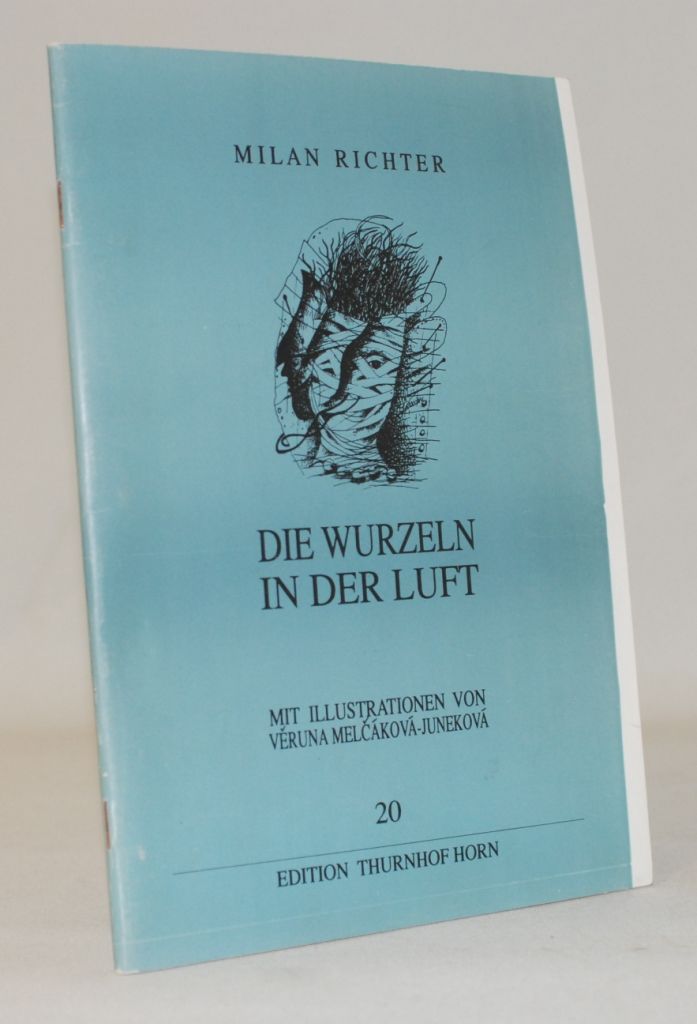 MILAN RICHTER
DIE WURZELN
IN DER LUFT
MIT ILLUSTRATIONEN VON
VĚRUNA MELČÁKOVÁ-JUNEKOVÁ
20
EDITION THURNHOF HORN